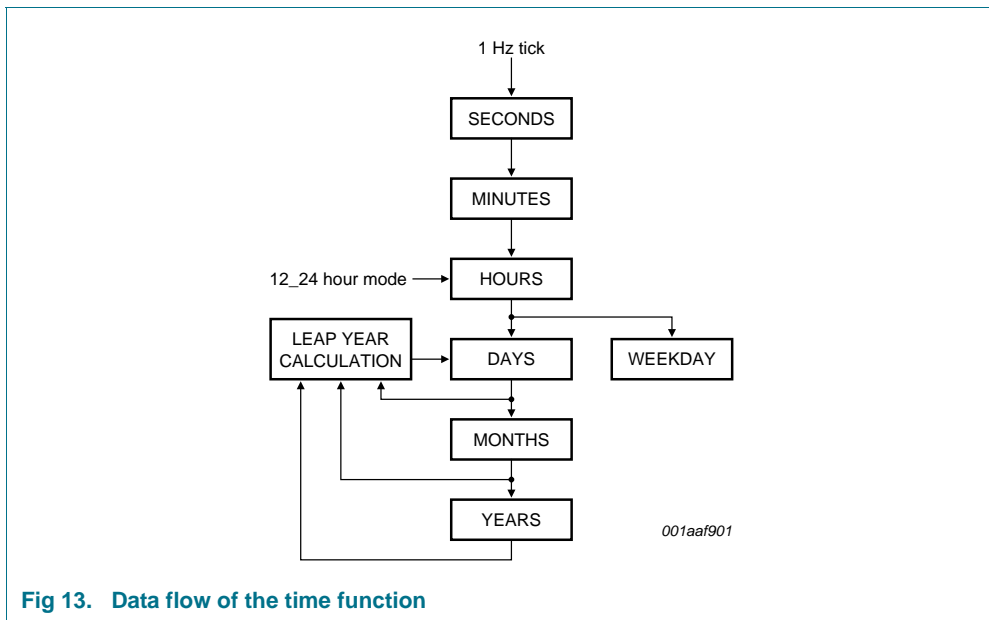 1 Hz tick
SECONDS
MINUTES
12_24 hour mode
HOURS
LEAP YEAR
CALCULATION
DAYS
WEEKDAY
MONTHS
YEARS
001aaf901
Fig 13. Data flow of the time function